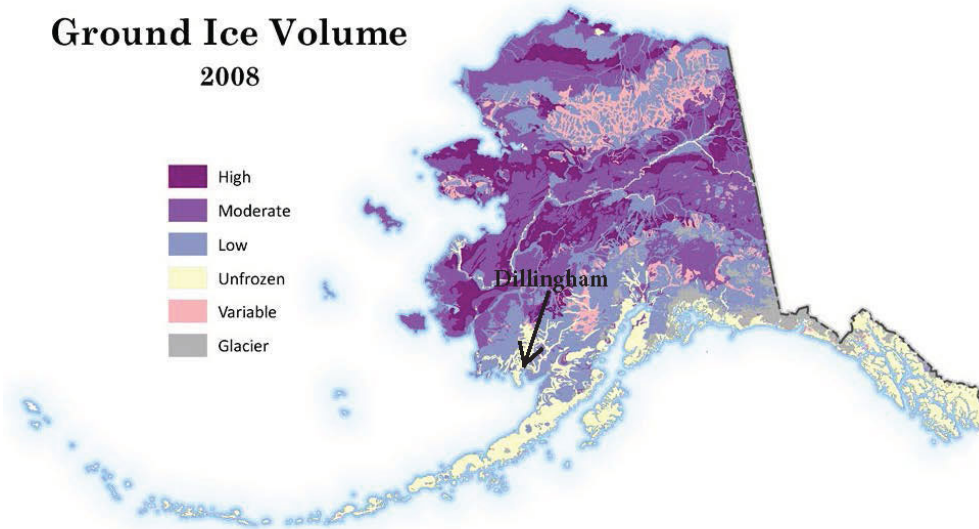 Ground Ice Volume
2008
High
Moderate
Low
Unfrozen
Variable
Glacier
Dillingham